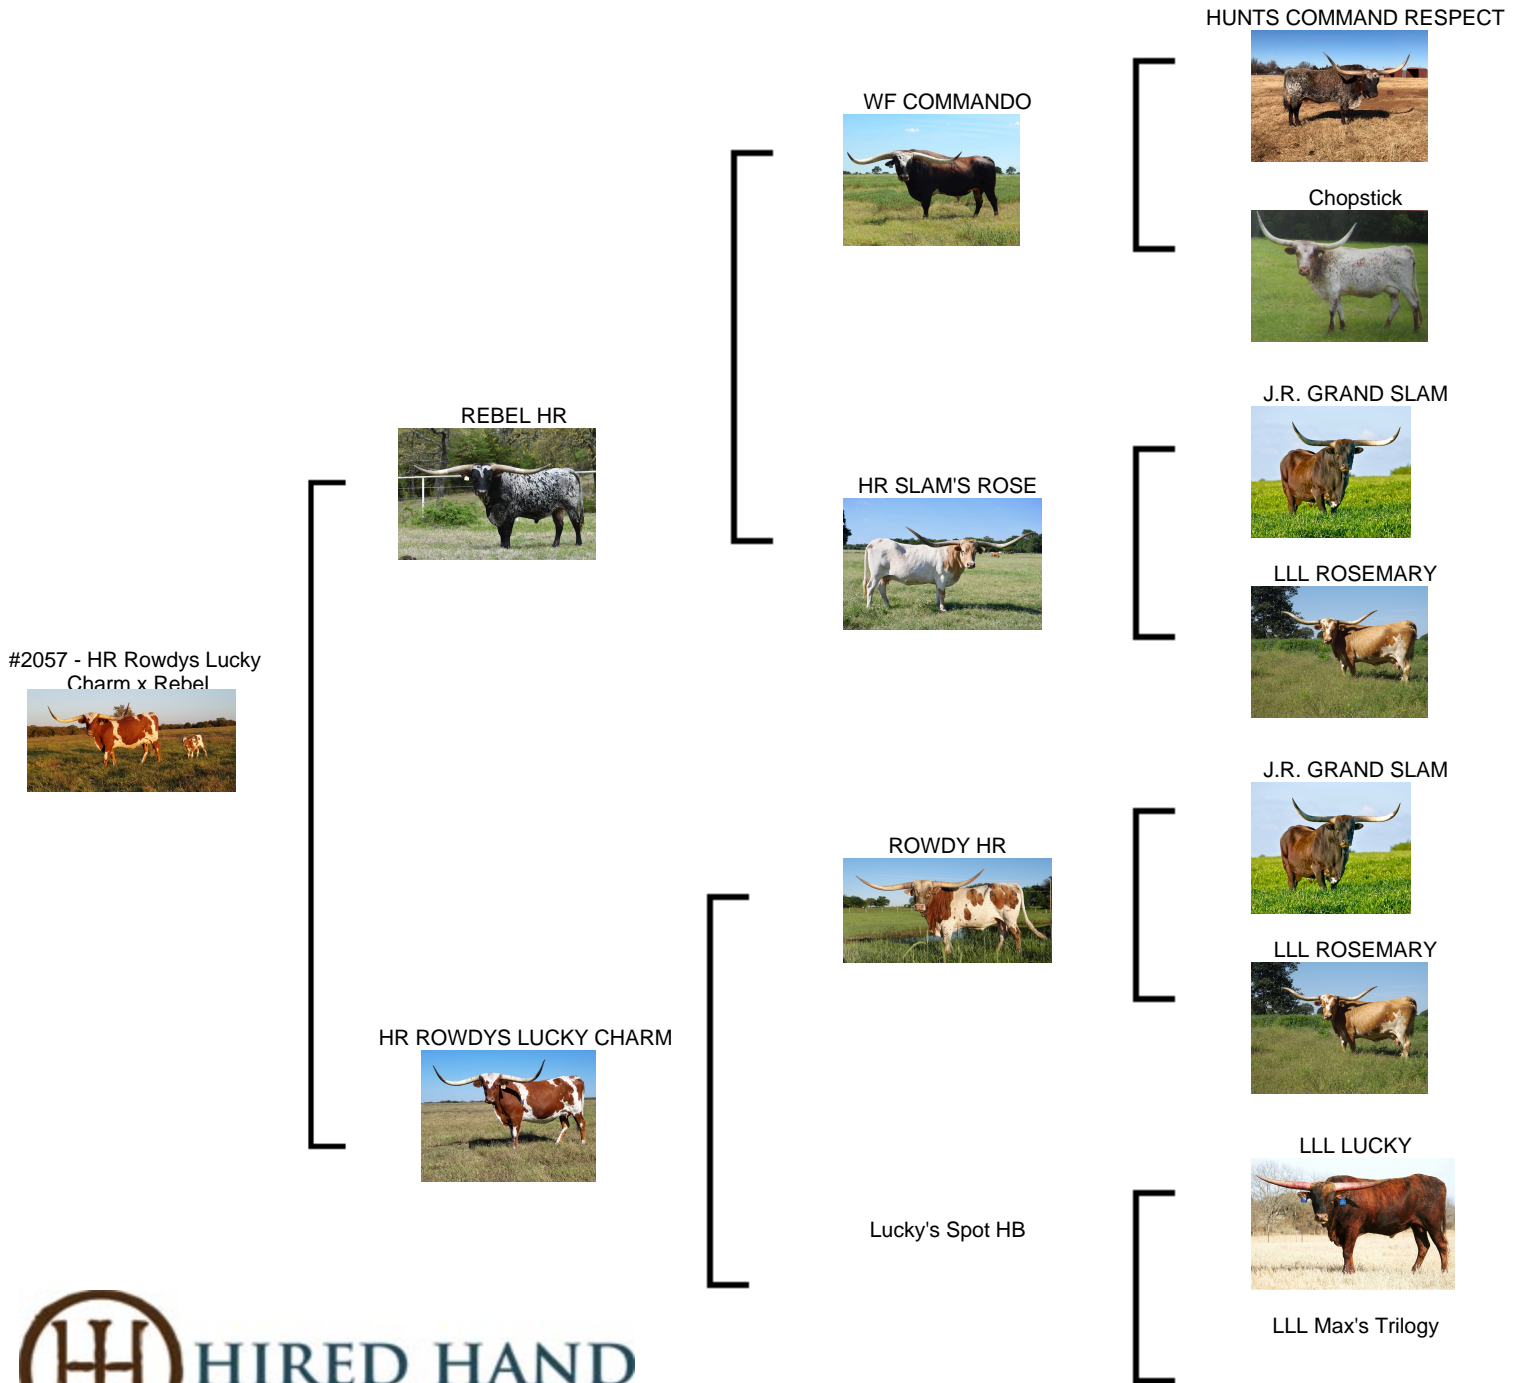 HUNTS COMMAND RESPECT
WF COMMANDO
Chopstick
J.R. GRAND SLAM
REBEL HR
HR SLAM'S ROSE
LLL ROSEMARY
#2057 - HR Rowdys Lucky
Charm x Rebel
J.R. GRAND SLAM
ROWDY HR
LLL ROSEMARY
HR ROWDYS LUCKY CHARM
LLL LUCKY
Lucky's Spot HB
LLL Max's Trilogy
HIRED HAND